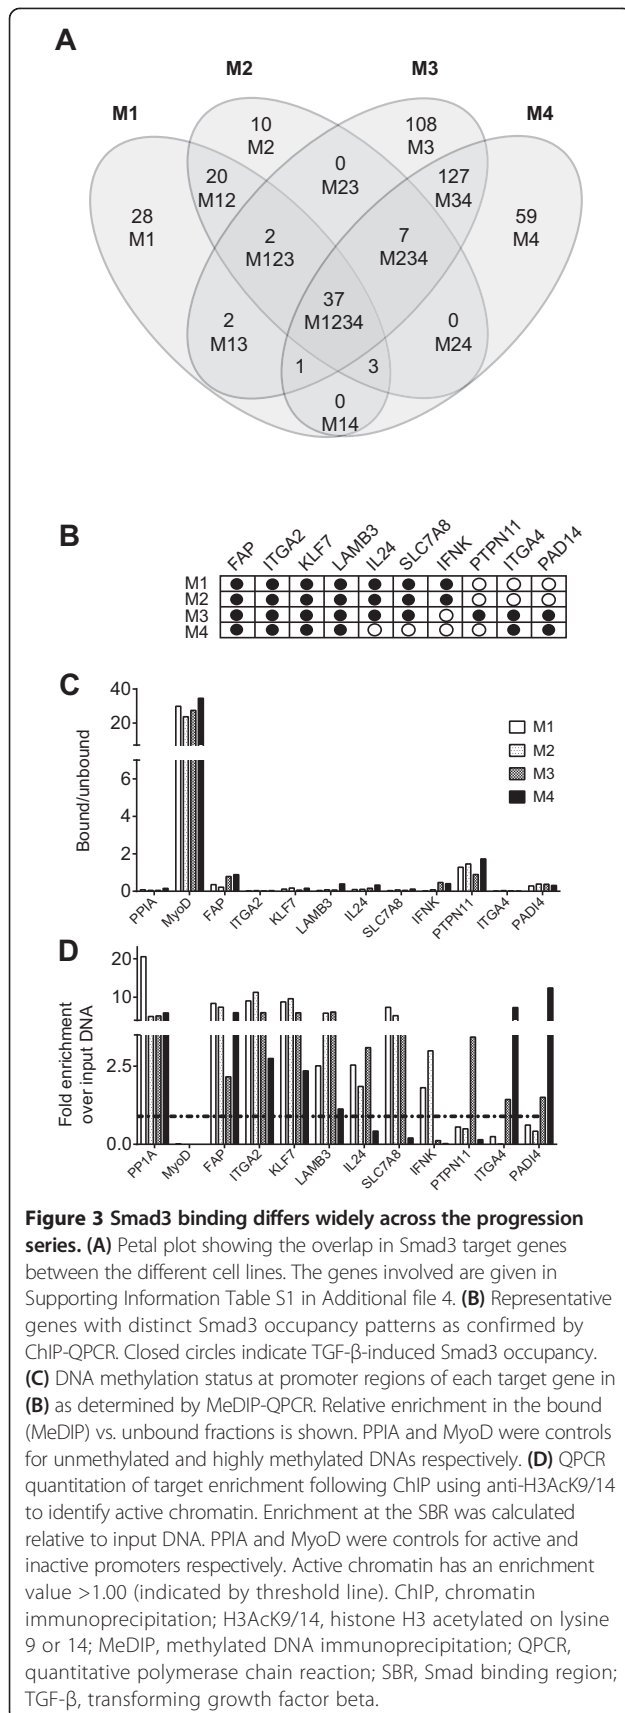 A
M1
M2
M3
M4
10
M2
108
M3
0
M23
20
M12
127
M34
28
M1
59
M4
2
M123
7
M234
37
M1234
2
M13
0
M24
1
3
0
M14
B
FAP ITGA2 KLF7 LAMB3 IL24 SLC7A8 IFNK PTPN11 ITGA4 PAD14
M1
M2
M3
M4
C
Bound/unbound
40
20
6
4
2
0
M1
M2
M3
M4
PPIA MyoD FAP ITGA2 KLF7 LAMB3 IL24 SLC7A8 IFNK PTPN11 ITGA4 PADI4
D
Fold enrichment
over input DNA
20
10
2.5
0.0
PP1A MyoD FAP ITGA2 KLF7 LAMB3 IL24 SLC7A8 IFNK PTPN11 ITGA4 PADI4
Figure 3 Smad3 binding differs widely across the progression
series. (A) Petal plot showing the overlap in Smad3 target genes
between the different cell lines. The genes involved are given in
Supporting Information Table S1 in Additional file 4. (B) Representative
genes with distinct Smad3 occupancy patterns as confirmed by
ChIP-QPCR. Closed circles indicate TGF-β-induced Smad3 occupancy.
(C) DNA methylation status at promoter regions of each target gene in
(B) as determined by MeDIP-QPCR. Relative enrichment in the bound
(MeDIP) vs. unbound fractions is shown. PPIA and MyoD were controls
for unmethylated and highly methylated DNAs respectively. (D) QPCR
quantitation of target enrichment following ChIP using anti-H3AcK9/14
to identify active chromatin. Enrichment at the SBR was calculated
relative to input DNA. PPIA and MyoD were controls for active and
inactive promoters respectively. Active chromatin has an enrichment
value >1.00 (indicated by threshold line). ChIP, chromatin
immunoprecipitation; H3AcK9/14, histone H3 acetylated on lysine
9 or 14; MeDIP, methylated DNA immunoprecipitation; QPCR,
quantitative polymerase chain reaction; SBR, Smad binding region;
TGF-β, transforming growth factor beta.